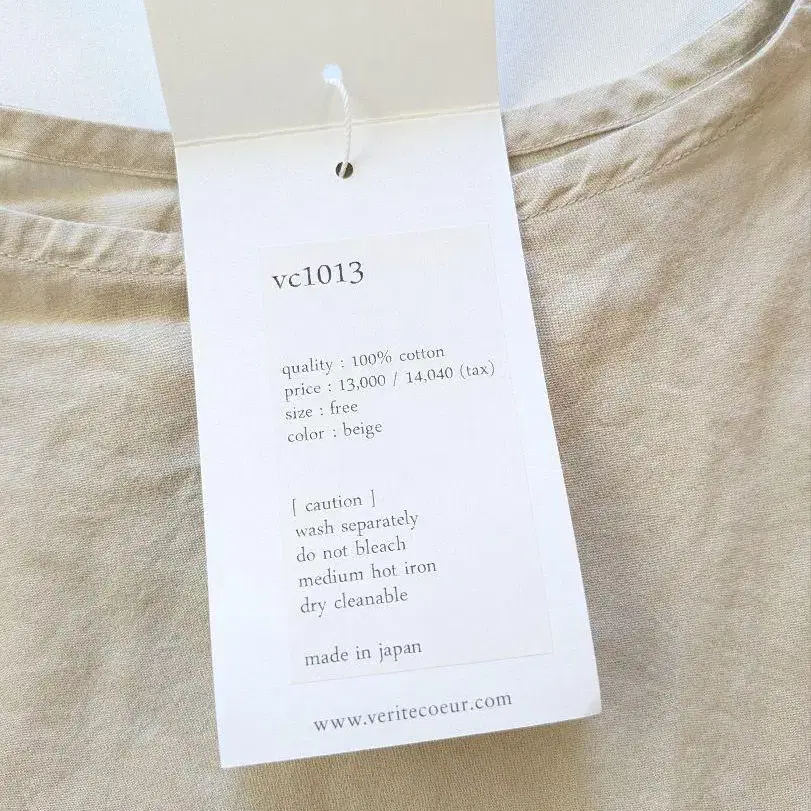 vc1013
quality : 100% cotton
price : 13,000 / 14,040 (tax)
size : free
color : beige
[ caution ]
wash separately
do not bleach
medium hot iron
dry cleanable
made in japan
www.veritecoeur.com